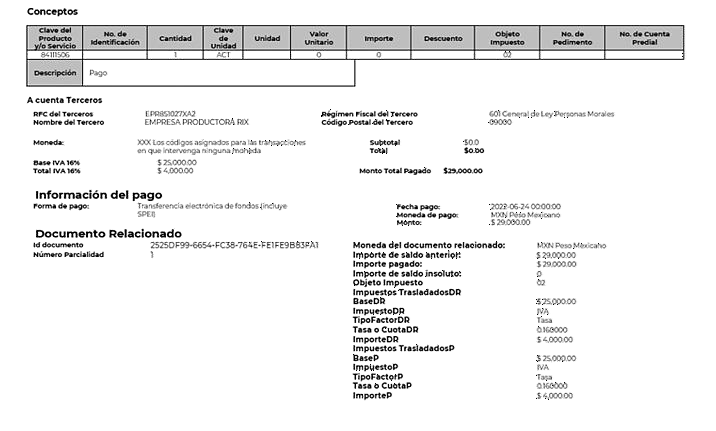 Conceptos
Clave del Producto y/o Servicio No. de Identificación Cantidad Clave de Unidad Unidad Valor Unitario Importe Descuento Objeto Impuesto No. de Pedimento No. de Cuenta Predial
84111506 1 ACT 0 0 02
Descripción Pago
A cuenta Terceros
RFC del Terceros EPR851027XA2 Régimen Fiscal del Tercero 601 General de Ley Personas Morales
Nombre del Tercero EMPRESA PRODUCTORA RIX Código Postal del Tercero 09000
Moneda: XXX Los códigos asignados para las transacciones Subtotal $0.0
en que intervenga ninguna moneda Total $0.00
Base IVA 16% $ 25,000.00
Total IVA 16% $ 4,000.00 Monto Total Pagado $29,000.00
Información del pago
Forma de pago: Transferencia electrónica de fondos (incluye Fecha pago: 2022-06-24 00:00:00
SPEI) Moneda de pago: MXN Peso Mexicano
Monto: $ 29,000.00
Documento Relacionado
Id documento 2525DF99-6654-FC38-764E-FE1FE9B83FA1 Moneda del documento relacionado: MXN Peso Mexicano
Número Parcialidad 1 Importe de saldo anterior: $ 29,000.00
Importe pagado: $ 29,000.00
Importe de saldo insoluto: 0
Objeto Impuesto 02
Impuestos TrasladadosDR
BaseDR $ 25,000.00
ImpuestoDR IVA
TipoFactorDR Tasa
Tasa o CuotaDR 0.160000
ImporteDR $ 4,000.00
Impuestos TrasladadosP
BaseP $ 25,000.00
ImpuestoP IVA
TipoFactorP Tasa
Tasa o CuotaP 0.160000
ImporteP $ 4,000.00